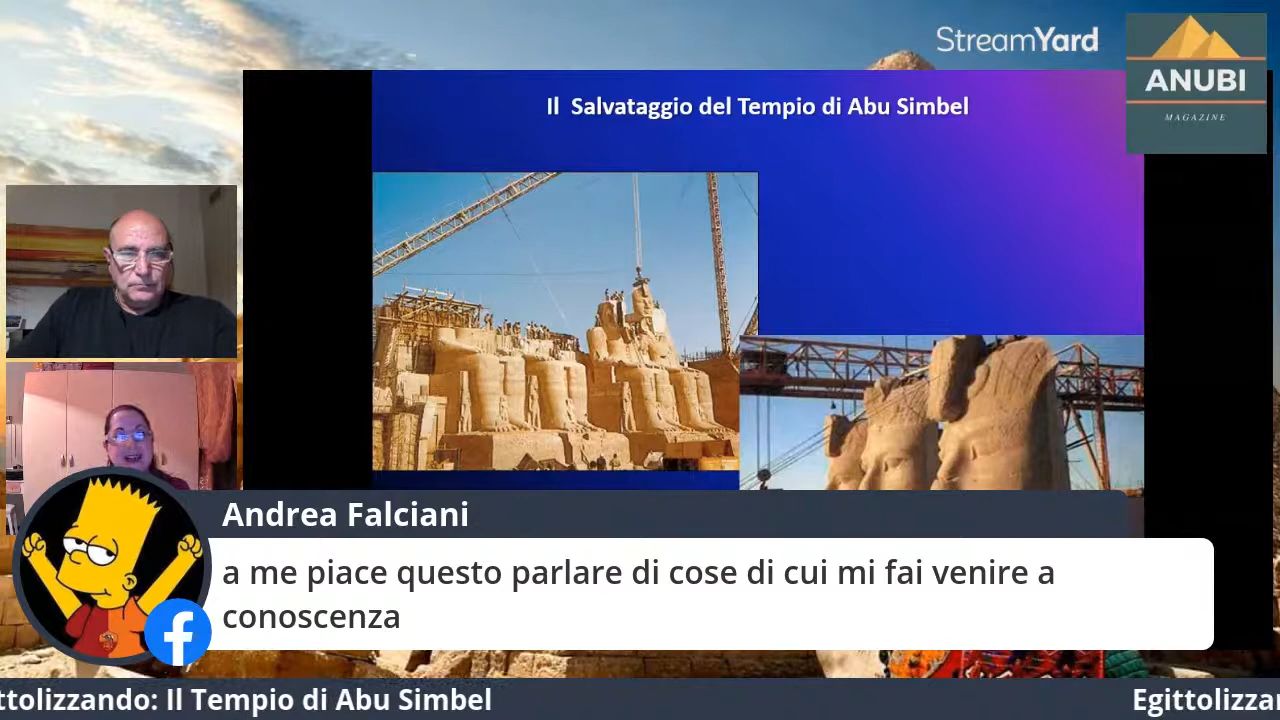 StreamYard
ANUBI
MAGAZINE
Il Salvataggio del Tempio di Abu Simbel
Andrea Falciani
a me piace questo parlare di cose di cui mi fai venire a
conoscenza
ttolizzando: Il Tempio di Abu Simbel
Egittolizzan